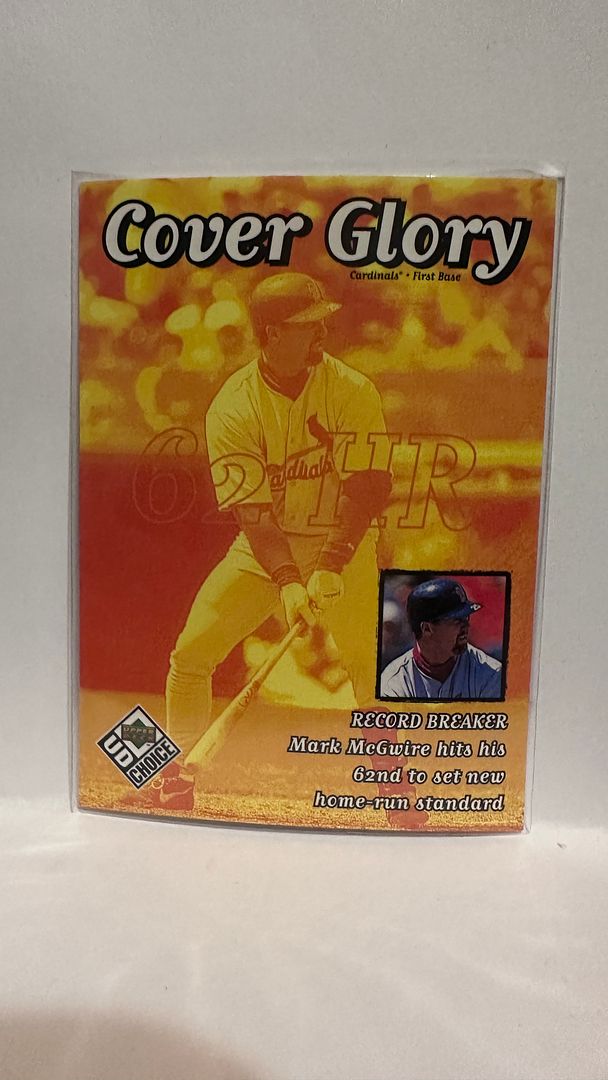 Cover Glory
Cardinals® • First Base
Cardinals
62 HR
RECORD BREAKER
Mark McGwire hits his
62nd to set new
home-run standard
UPPER
DECK
UD
CHOICE